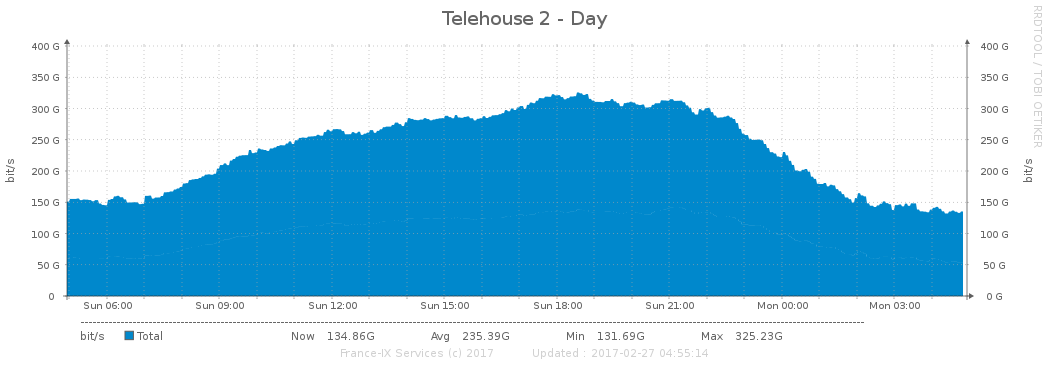 Telehouse 2 - Day
RRDTOOL / TOBI OETIKER
400 G 400 G
350 G 350 G
300 G 300 G
250 G 250 G
200 G 200 G
150 G 150 G
100 G 100 G
50 G 50 G
0 0 G
bit/s bit/s
Sun 06:00 Sun 09:00 Sun 12:00 Sun 15:00 Sun 18:00 Sun 21:00 Mon 00:00 Mon 03:00
bit/s Total Now 134.86G Avg 235.39G Min 131.69G Max 325.23G
France-IX Services (c) 2017 Updated : 2017-02-27 04:55:14